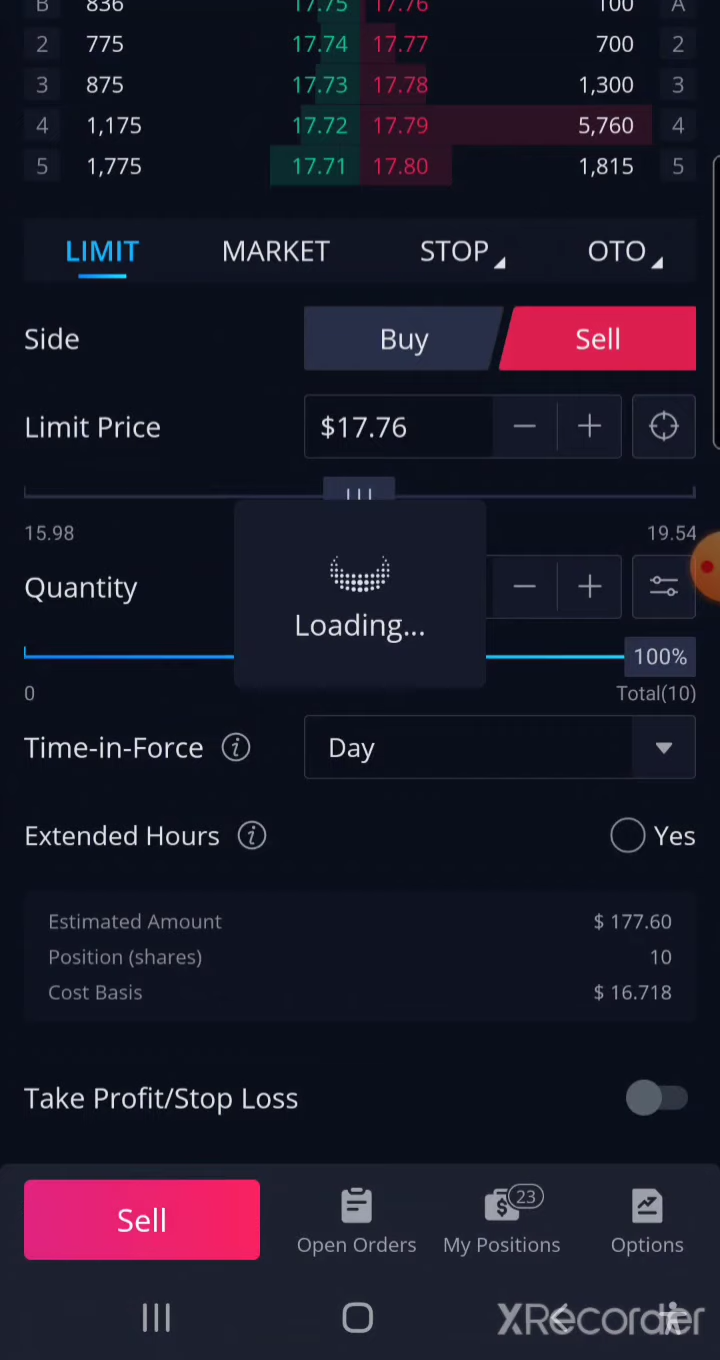 B 836 17.75 17.76 100 A
2 775 17.74 17.77 700 2
3 875 17.73 17.78 1,300 3
4 1,175 17.72 17.79 5,760 4
5 1,775 17.71 17.80 1,815 5
LIMIT MARKET STOP OTO
Side Buy Sell
Limit Price $17.76 − +
15.98 19.54
Loading...
Quantity − +
100%
0 Total(10)
Time-in-Force i Day
Extended Hours i Yes
Estimated Amount $ 177.60
Position (shares) 10
Cost Basis $ 16.718
Take Profit/Stop Loss
Sell Open Orders 23 My Positions Options
XRecorder